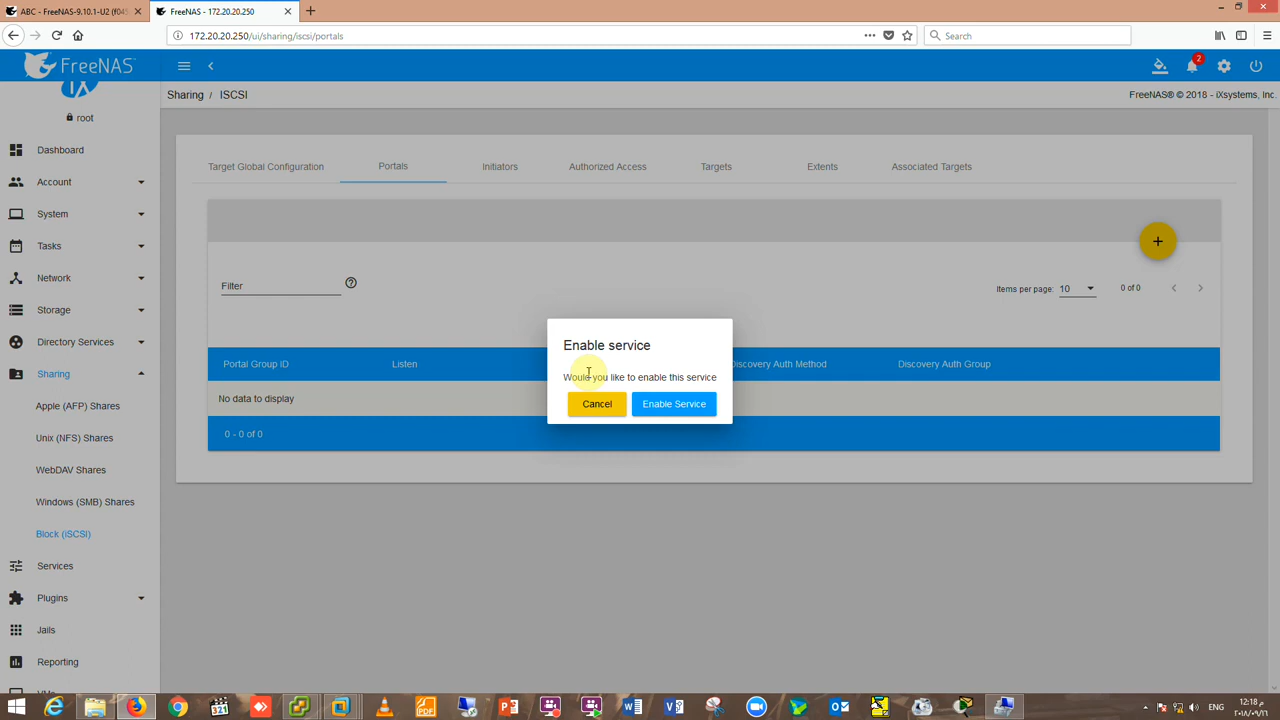 ABC - FreeNAS-9.10.1-U2 (f045
FreeNAS - 172.20.20.250
172.20.20.250/ui/sharing/iscsi/portals
Search
FreeNAS
2
Sharing / ISCSI
FreeNAS® © 2018 - iXsystems, Inc.
root
Dashboard
Account
System
Tasks
Network
Storage
Directory Services
Sharing
Apple (AFP) Shares
Unix (NFS) Shares
WebDAV Shares
Windows (SMB) Shares
Block (iSCSI)
Services
Plugins
Jails
Reporting
VMs
Target Global Configuration
Portals
Initiators
Authorized Access
Targets
Extents
Associated Targets
Filter
Items per page: 10
0 of 0
Portal Group ID
Listen
Discovery Auth Method
Discovery Auth Group
No data to display
0 - 0 of 0
Enable service
Would you like to enable this service
Cancel
Enable Service
321
PDF
ENG
12:18 م